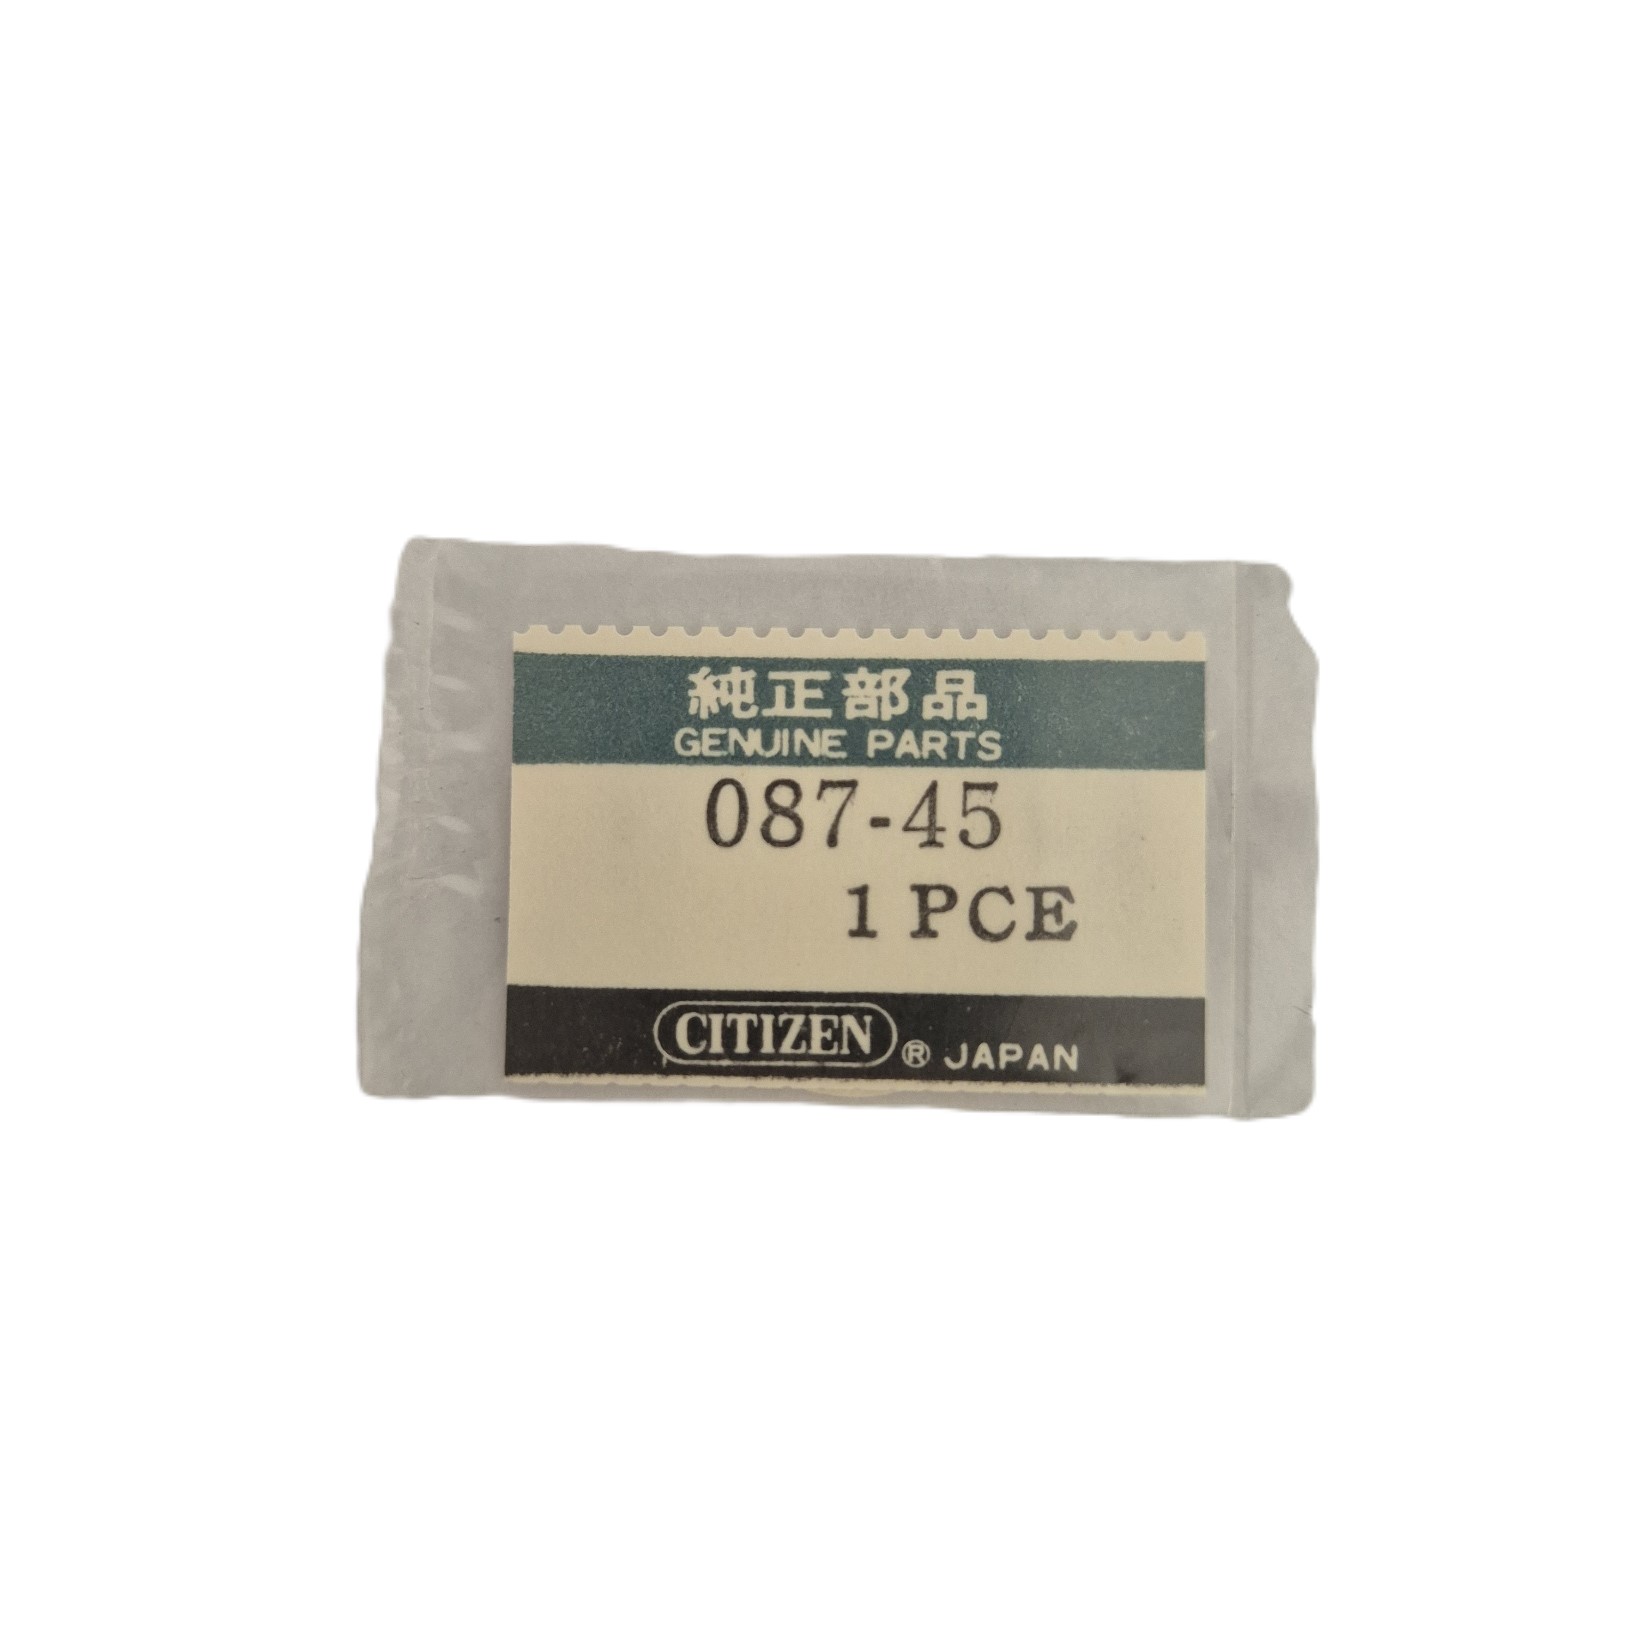 純正部品
GENUINE PARTS
087-45
1 PCE
CITIZEN ® JAPAN